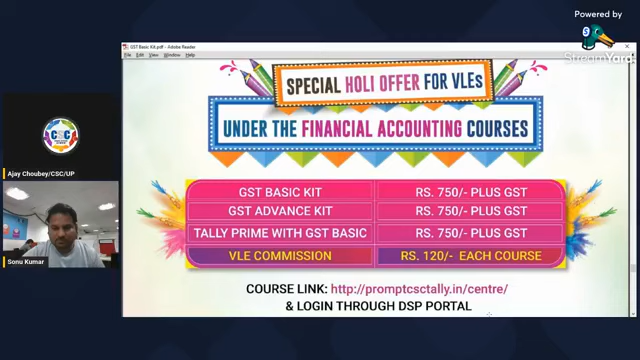 Powered by
StreamYard
GST Basic Kit.pdf - Adobe Reader
File Edit View Window Help
SPECIAL HOLI OFFER FOR VLES
UNDER THE FINANCIAL ACCOUNTING COURSES
GST BASIC KIT RS. 750/- PLUS GST
GST ADVANCE KIT RS. 750/- PLUS GST
TALLY PRIME WITH GST BASIC RS. 750/- PLUS GST
VLE COMMISSION RS. 120/- EACH COURSE
COURSE LINK: http://promptcsctally.in/centre/
& LOGIN THROUGH DSP PORTAL
CSC
Ajay Choubey/CSC/UP
Sonu Kumar